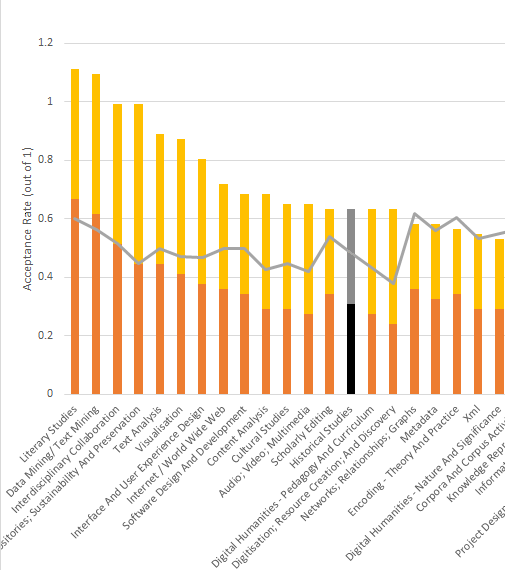 1.2
1
0.8
0.6
0.4
0.2
0
Acceptance Rate (out of 1)
Literary Studies
Data Mining/ Text Mining
Interdisciplinary Collaboration
ositories; Sustainability And Preservation
Text Analysis
Visualisation
Interface And User Experience Design
Internet / World Wide Web
Software Design And Development
Content Analysis
Cultural Studies
Audio; Video; Multimedia
Scholarly Editing
Historical Studies
Digital Humanities - Pedagogy And Curriculum
Digitisation; Resource Creation; And Discovery
Networks; Relationships; Graphs
Metadata
Encoding - Theory And Practice
Xml
Digital Humanities - Nature And Significance
Corpora And Corpus Activ
Knowledge Repr
Informat
Project Design